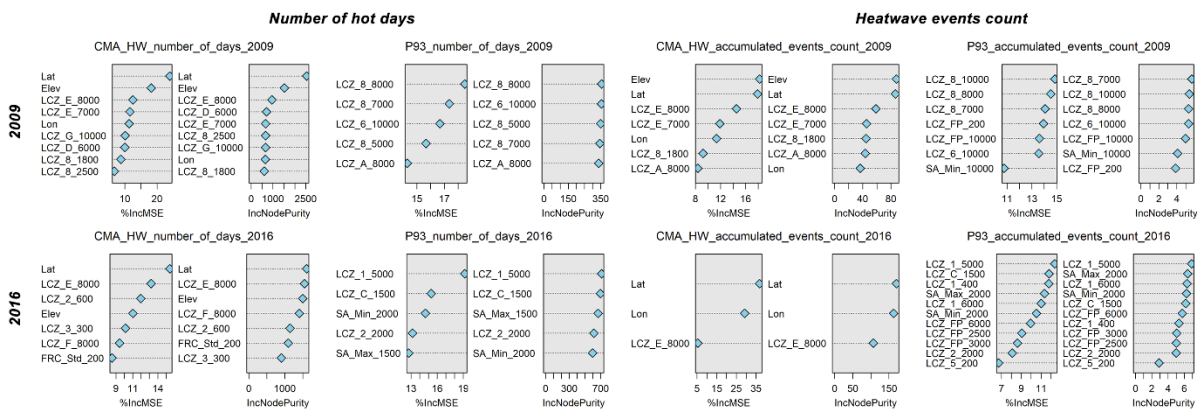 Number of hot days
Heatwave events count
2009
CMA_HW_number_of_days_2009
Lat
Elev
LCZ_E_8000
LCZ_E_7000
Lon
LCZ_G_10000
LCZ_D_6000
LCZ_8_1800
LCZ_8_2500
10 20
%IncMSE
Lat
Elev
LCZ_E_8000
LCZ_D_6000
LCZ_E_7000
LCZ_8_2500
LCZ_G_10000
Lon
LCZ_8_1800
0 1000 2500
IncNodePurity
P93_number_of_days_2009
LCZ_8_8000
LCZ_8_7000
LCZ_6_10000
LCZ_8_5000
LCZ_A_8000
15 17
%IncMSE
LCZ_8_8000
LCZ_6_10000
LCZ_8_5000
LCZ_8_7000
LCZ_A_8000
0 150 350
IncNodePurity
CMA_HW_accumulated_events_count_2009
Elev
Lat
LCZ_E_8000
LCZ_E_7000
Lon
LCZ_8_1800
LCZ_A_8000
8 12 16
%IncMSE
Elev
Lat
LCZ_E_8000
LCZ_E_7000
LCZ_8_1800
LCZ_A_8000
Lon
0 40 80
IncNodePurity
P93_accumulated_events_count_2009
LCZ_8_10000
LCZ_8_8000
LCZ_8_7000
LCZ_FP_200
LCZ_FP_10000
LCZ_6_10000
SA_Min_10000
11 13 15
%IncMSE
LCZ_8_7000
LCZ_8_10000
LCZ_8_8000
LCZ_6_10000
LCZ_FP_10000
SA_Min_10000
LCZ_FP_200
0 2 4
IncNodePurity
2016
CMA_HW_number_of_days_2016
Lat
LCZ_E_8000
LCZ_2_600
Elev
LCZ_3_300
LCZ_F_8000
FRC_Std_200
9 11 13 15
%IncMSE
Lat
LCZ_E_8000
Elev
LCZ_F_8000
LCZ_2_600
FRC_Std_200
LCZ_3_300
0 1000
IncNodePurity
P93_number_of_days_2016
LCZ_1_5000
LCZ_C_1500
SA_Min_2000
LCZ_2_2000
SA_Max_1500
13 15 17 19
%IncMSE
LCZ_1_5000
LCZ_C_1500
SA_Max_1500
LCZ_2_2000
SA_Min_2000
0 300 700
IncNodePurity
CMA_HW_accumulated_events_count_2016
Lat
Lon
LCZ_E_8000
5 15 25 35
%IncMSE
Lat
Lon
LCZ_E_8000
0 50 150
IncNodePurity
P93_accumulated_events_count_2016
LCZ_1_5000
LCZ_C_1500
LCZ_1_400
SA_Max_2000
LCZ_1_6000
SA_Min_2000
LCZ_FP_6000
LCZ_FP_2500
LCZ_FP_3000
LCZ_2_2000
LCZ_5_200
7 9 11
%IncMSE
LCZ_1_5000
SA_Max_2000
LCZ_1_6000
SA_Min_2000
LCZ_C_1500
LCZ_FP_6000
LCZ_1_400
LCZ_FP_3000
LCZ_FP_2500
LCZ_2_2000
LCZ_5_200
0 2 4 6
IncNodePurity